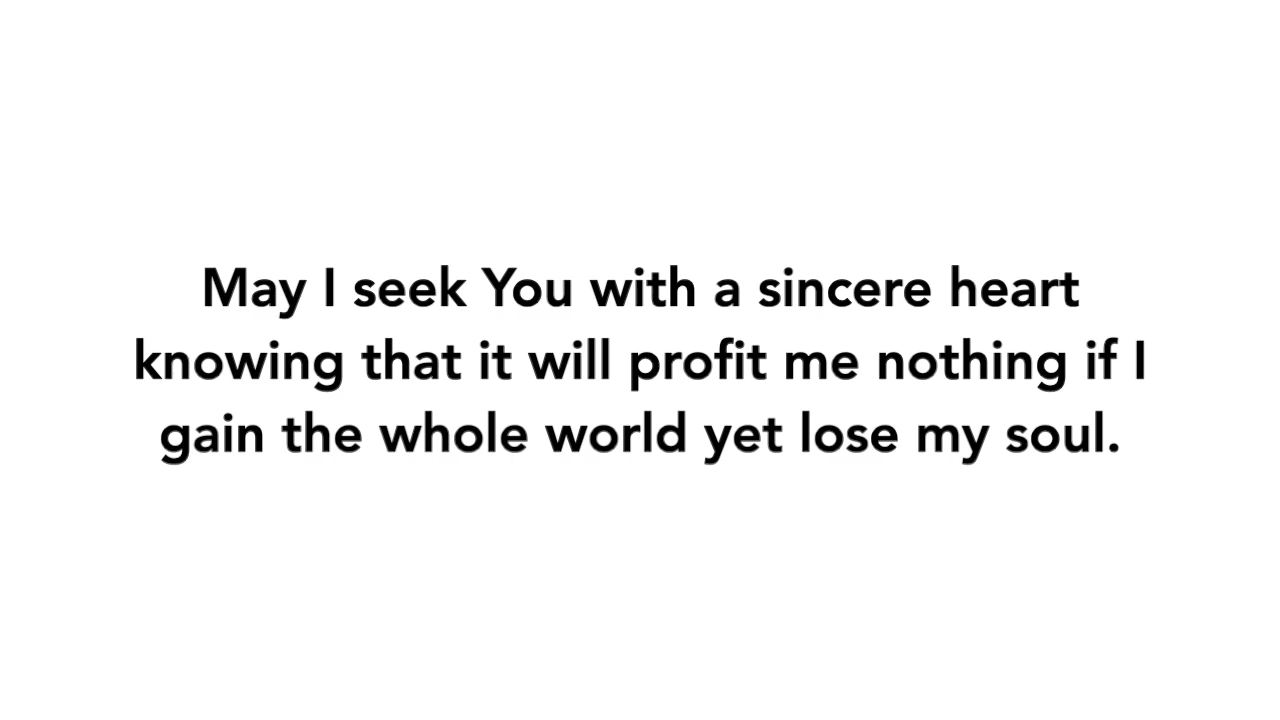 May I seek You with a sincere heart
knowing that it will profit me nothing if I
gain the whole world yet lose my soul.